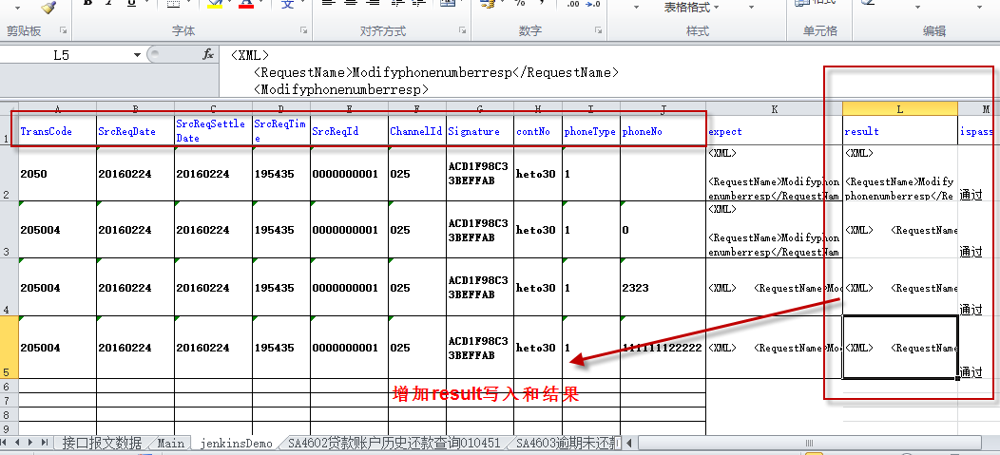 剪贴板 字体 对齐方式 数字 表格格式 样式 单元格 编辑
L5 fx <XML>
<RequestName>Modifyphonenumberresp</RequestName>
<Modifyphonenumberresp>
A B C D E F G H I J K L M
1 TransCode SrcReqDate SrcReqSettleDate SrcReqTime SrcReqId ChannelId Signature contNo phoneType phoneNo expect result ispass
2 2050 20160224 20160224 195435 0000000001 025 ACD1F98C33BEFFAB heto30 1 <XML> <RequestName>Modifyphonenumberresp</RequestNam <XML> <RequestName>Modifyphonenumberresp</Re 通过
3 205004 20160224 20160224 195435 0000000001 025 ACD1F98C33BEFFAB heto30 1 0 <XML> <RequestName>Modifyphonenumberresp</RequestNam <XML> <RequestName 通过
4 205004 20160224 20160224 195435 0000000001 025 ACD1F98C33BEFFAB heto30 1 2323 <XML> <RequestName>Mod <XML> <RequestName 通过
5 205004 20160224 20160224 195435 0000000001 025 ACD1F98C33BEFFAB heto30 1 111111122222 <XML> <RequestName>Mod <XML> <RequestName 通过
增加result写入和结果
6
7
8
9
接口报文数据 Main jenkinsDemo SA4602贷款账户历史还款查询010451 SA4603逾期未还款